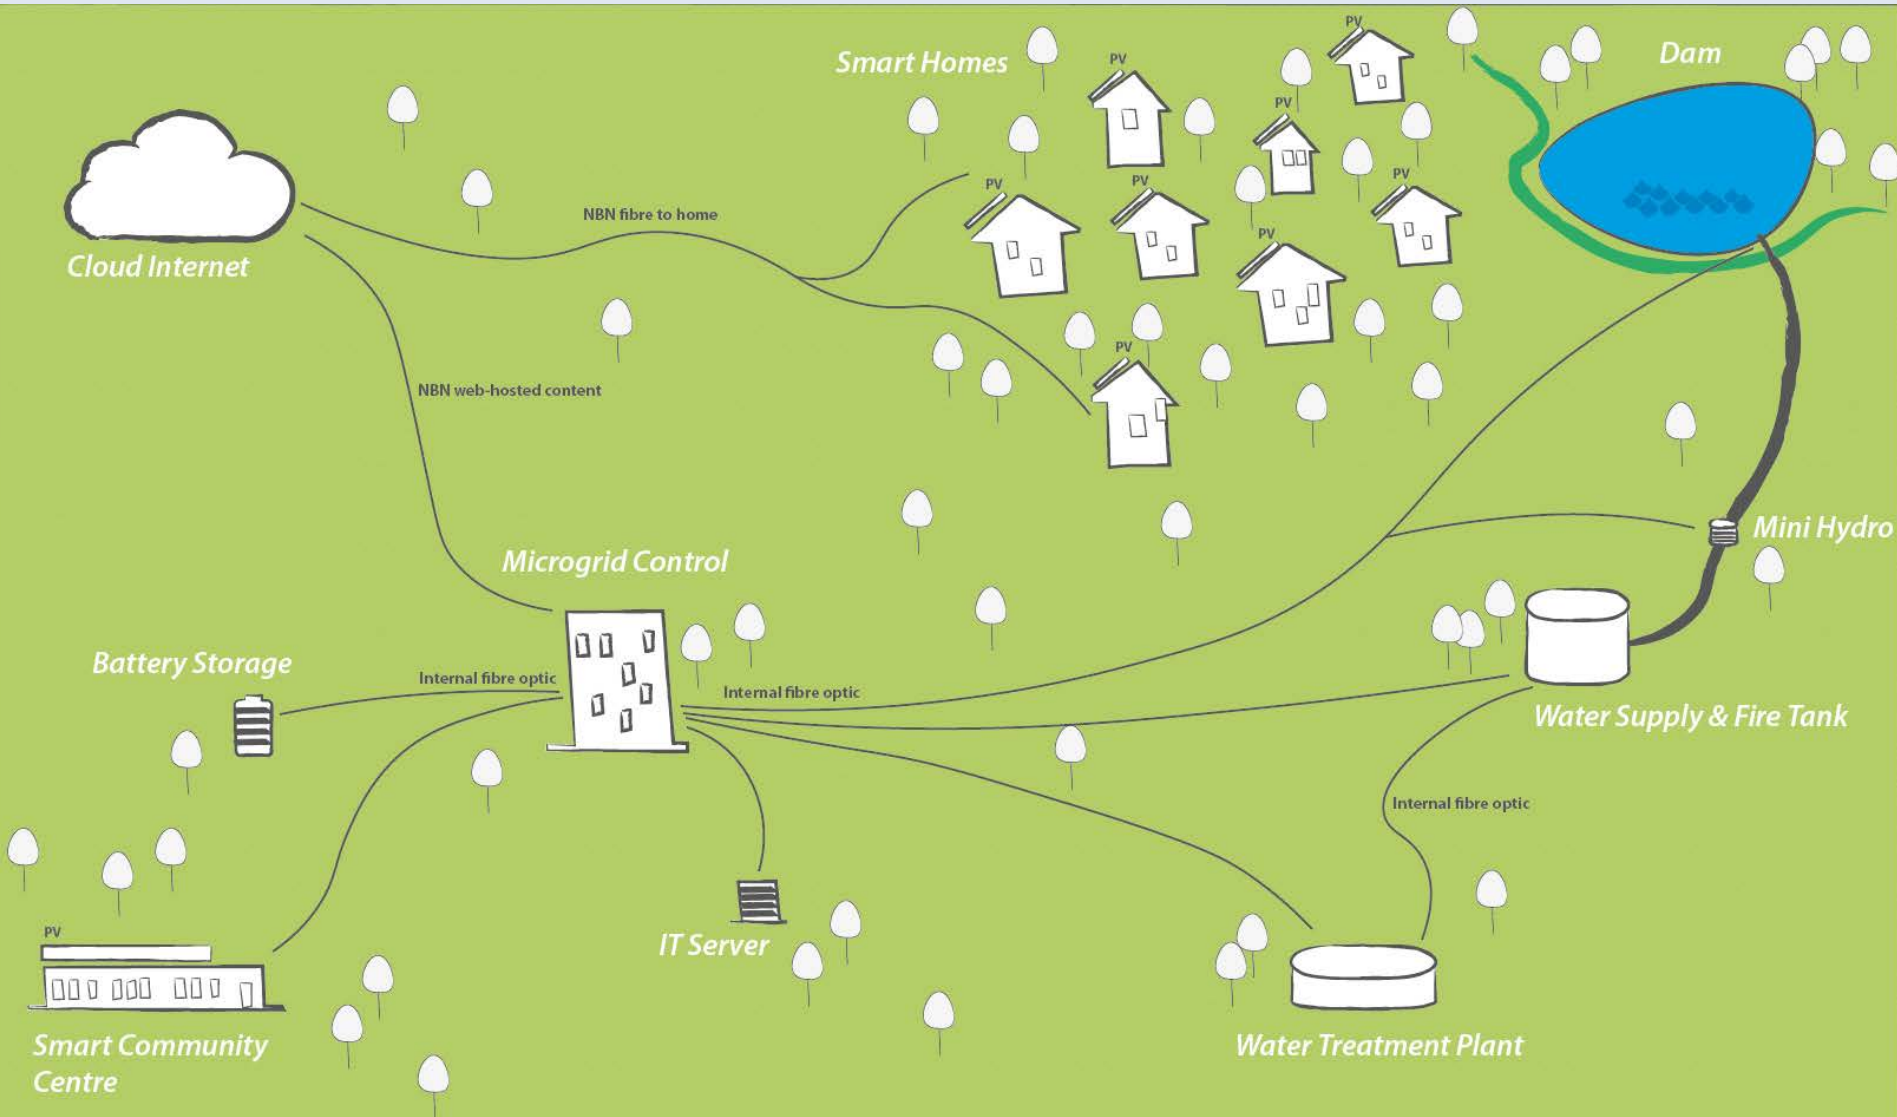 PV
Smart Homes
Dam
PV
PV
PV
PV
PV
NBN fibre to home
PV
Cloud Internet
PV
NBN web-hosted content
Mini Hydro
Microgrid Control
Battery Storage
Internal fibre optic
Internal fibre optic
Water Supply & Fire Tank
Internal fibre optic
PV
IT Server
Smart Community
Centre
Water Treatment Plant